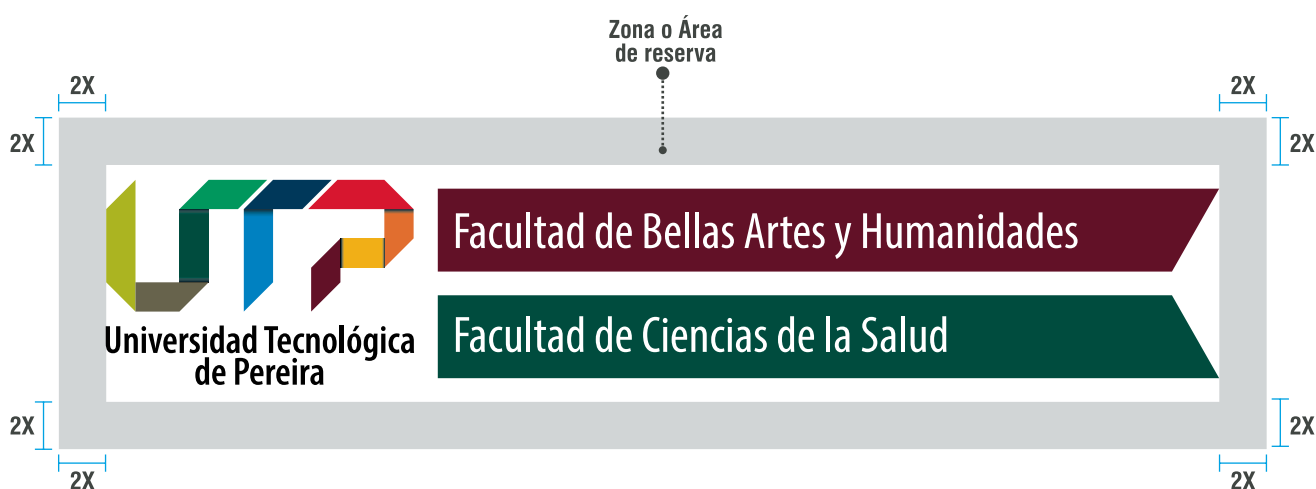 Zona o Área
de reserva
2X
2X
2X
2X
UTP
Facultad de Bellas Artes y Humanidades
Universidad Tecnológica
de Pereira
Facultad de Ciencias de la Salud
2X
2X
2X
2X